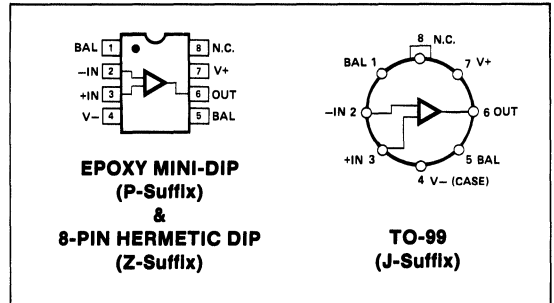 BAL 1 8 N.C.
–IN 2 7 V+
+IN 3 6 OUT
V– 4 5 BAL
EPOXY MINI-DIP
(P-Suffix)
&
8-PIN HERMETIC DIP
(Z-Suffix)
8 N.C.
BAL 1 7 V+
–IN 2 6 OUT
+IN 3 5 BAL
4 V– (CASE)
TO-99
(J-Suffix)